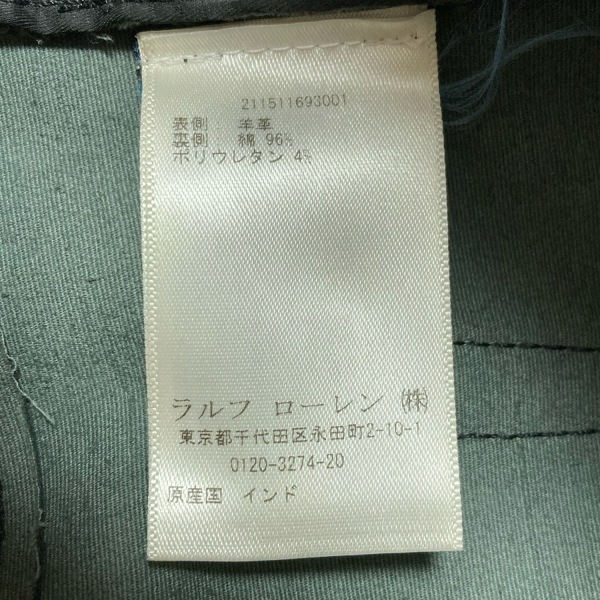 211511693001
表側 羊革
裏側 綿 96%
ポリウレタン 4%
ラルフ ローレン ㈱
東京都千代田区永田町2-10-1
0120-3274-20
原産国 インド